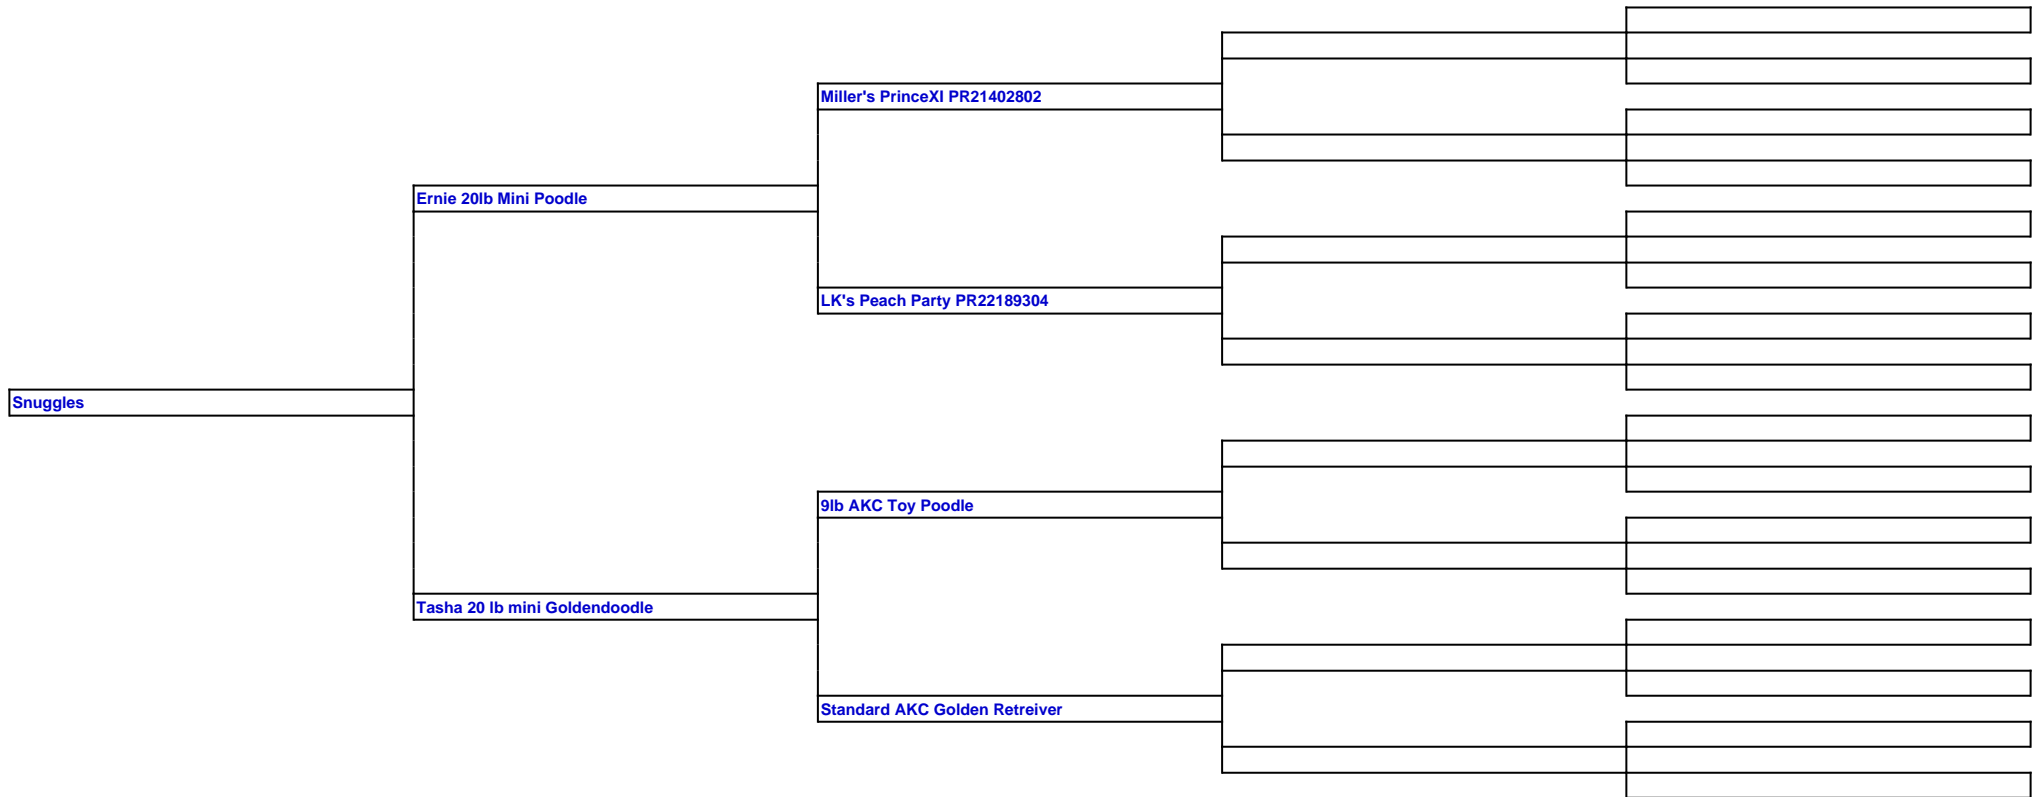 Miller's PrinceXI PR21402802
Ernie 20lb Mini Poodle
LK's Peach Party PR22189304
Snuggles
9lb AKC Toy Poodle
Tasha 20 lb mini Goldendoodle
Standard AKC Golden Retreiver